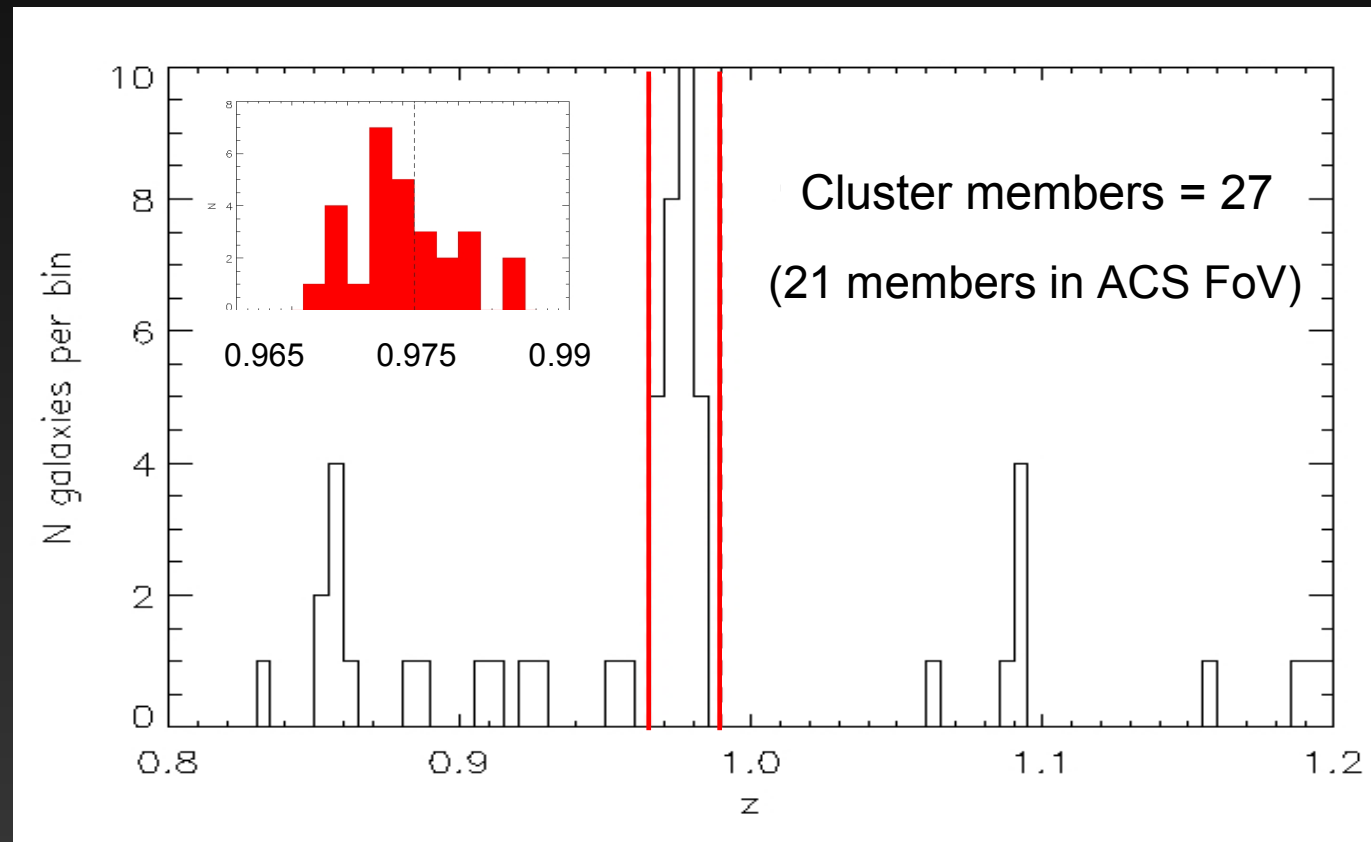 10
8
6
4
2
0
N galaxies per bin
8
6
4
2
0
N
0.965 0.975 0.99
Cluster members = 27
(21 members in ACS FoV)
0.8 0.9 1.0 1.1 1.2
z